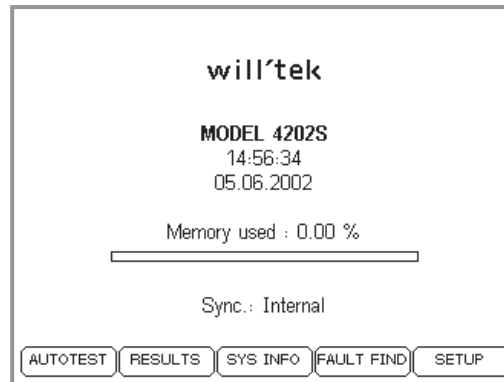 will'tek
MODEL 4202S
14:56:34
05.06.2002
Memory used : 0.00 %
Sync.: Internal
AUTOTEST RESULTS SYS INFO FAULT FIND SETUP